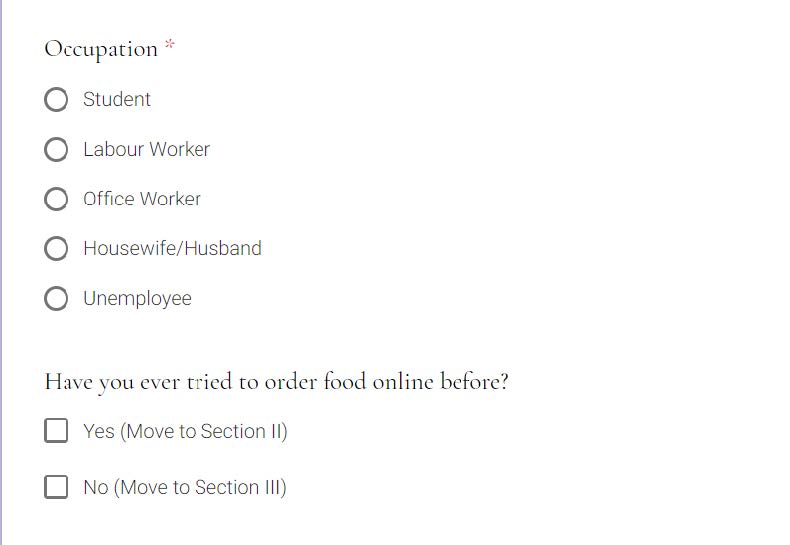 Occupation *
Student
Labour Worker
Office Worker
Housewife/Husband
Unemployee
Have you ever tried to order food online before?
Yes (Move to Section II)
No (Move to Section III)